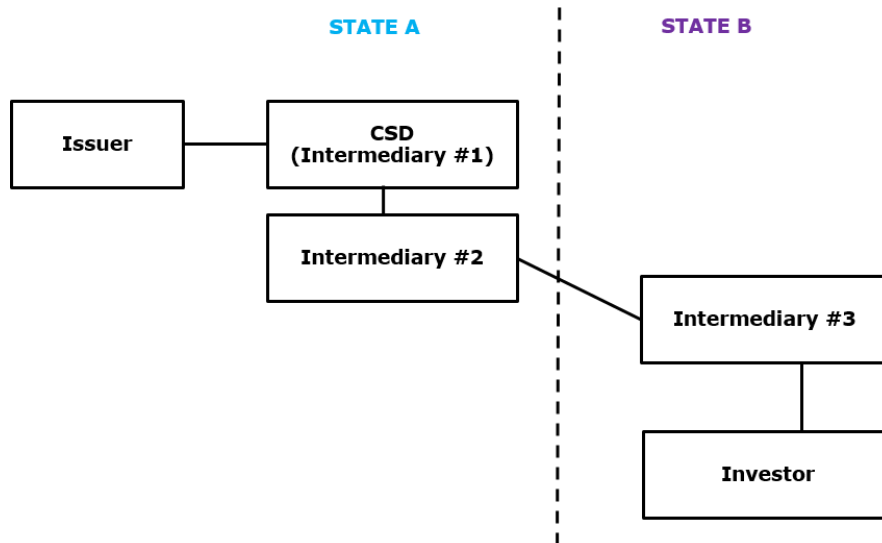 STATE A
STATE B
Issuer
CSD
(Intermediary #1)
Intermediary #2
Intermediary #3
Investor